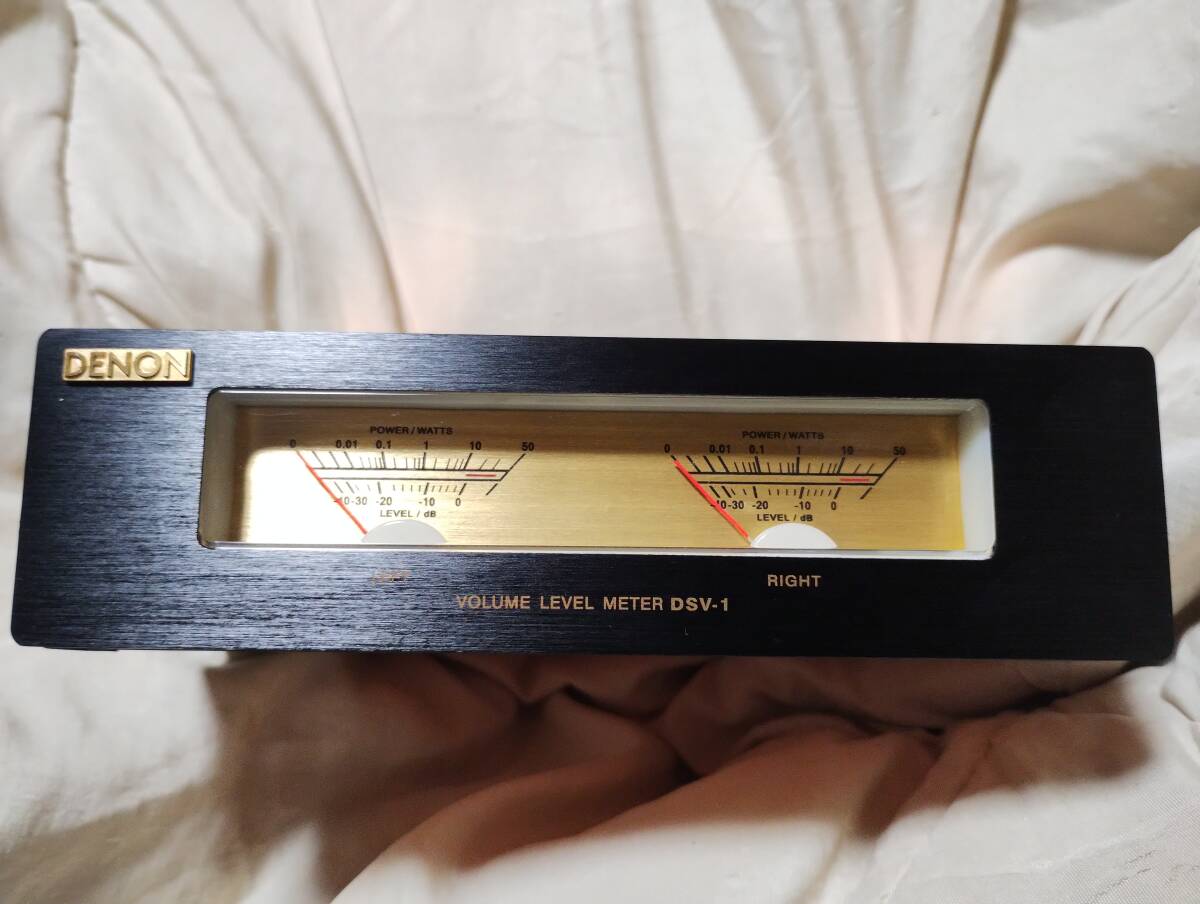 DENON
POWER/WATTS
0 0.01 0.1 1 10 50
-40 -30 -20 -10 0
LEVEL / dB
POWER/WATTS
0 0.01 0.1 1 10 50
-20 -10 0
LEVEL / dB
RIGHT
VOLUME LEVEL METER DSV-1